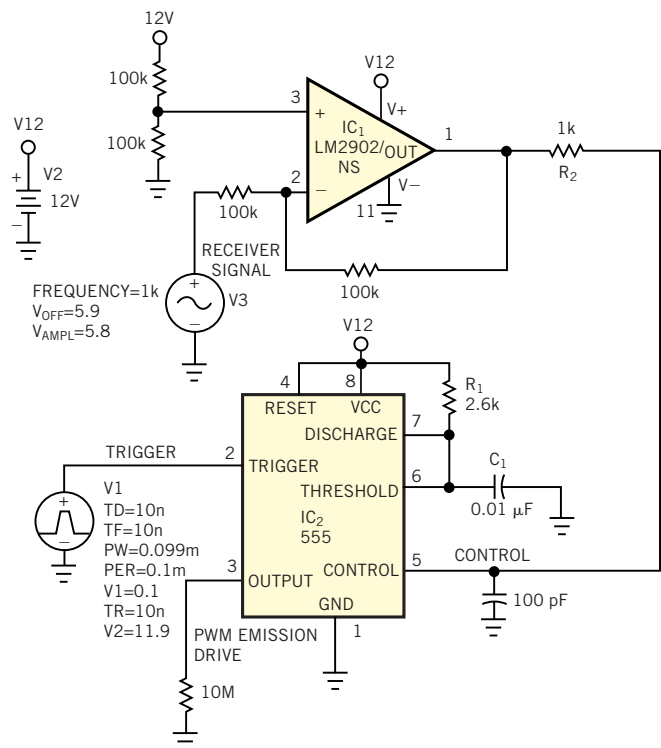 12V
100k
100k
V12
+
V2
12V
−
3
+
IC₁
LM2902/
NS
OUT
V12
V+
1
1k
R₂
2
−
V−
11
100k
RECEIVER
SIGNAL
100k
+
−
V3
FREQUENCY=1k
VOFF=5.9
VAMPL=5.8
V12
4
8
RESET
VCC
R₁
2.6k
7
DISCHARGE
TRIGGER
2
TRIGGER
6
THRESHOLD
C₁
0.01 μF
IC₂
555
+
−
V1
TD=10n
TF=10n
PW=0.099m
PER=0.1m
V1=0.1
TR=10n
V2=11.9
3
OUTPUT
5
CONTROL
CONTROL
100 pF
GND
1
PWM EMISSION
DRIVE
10M